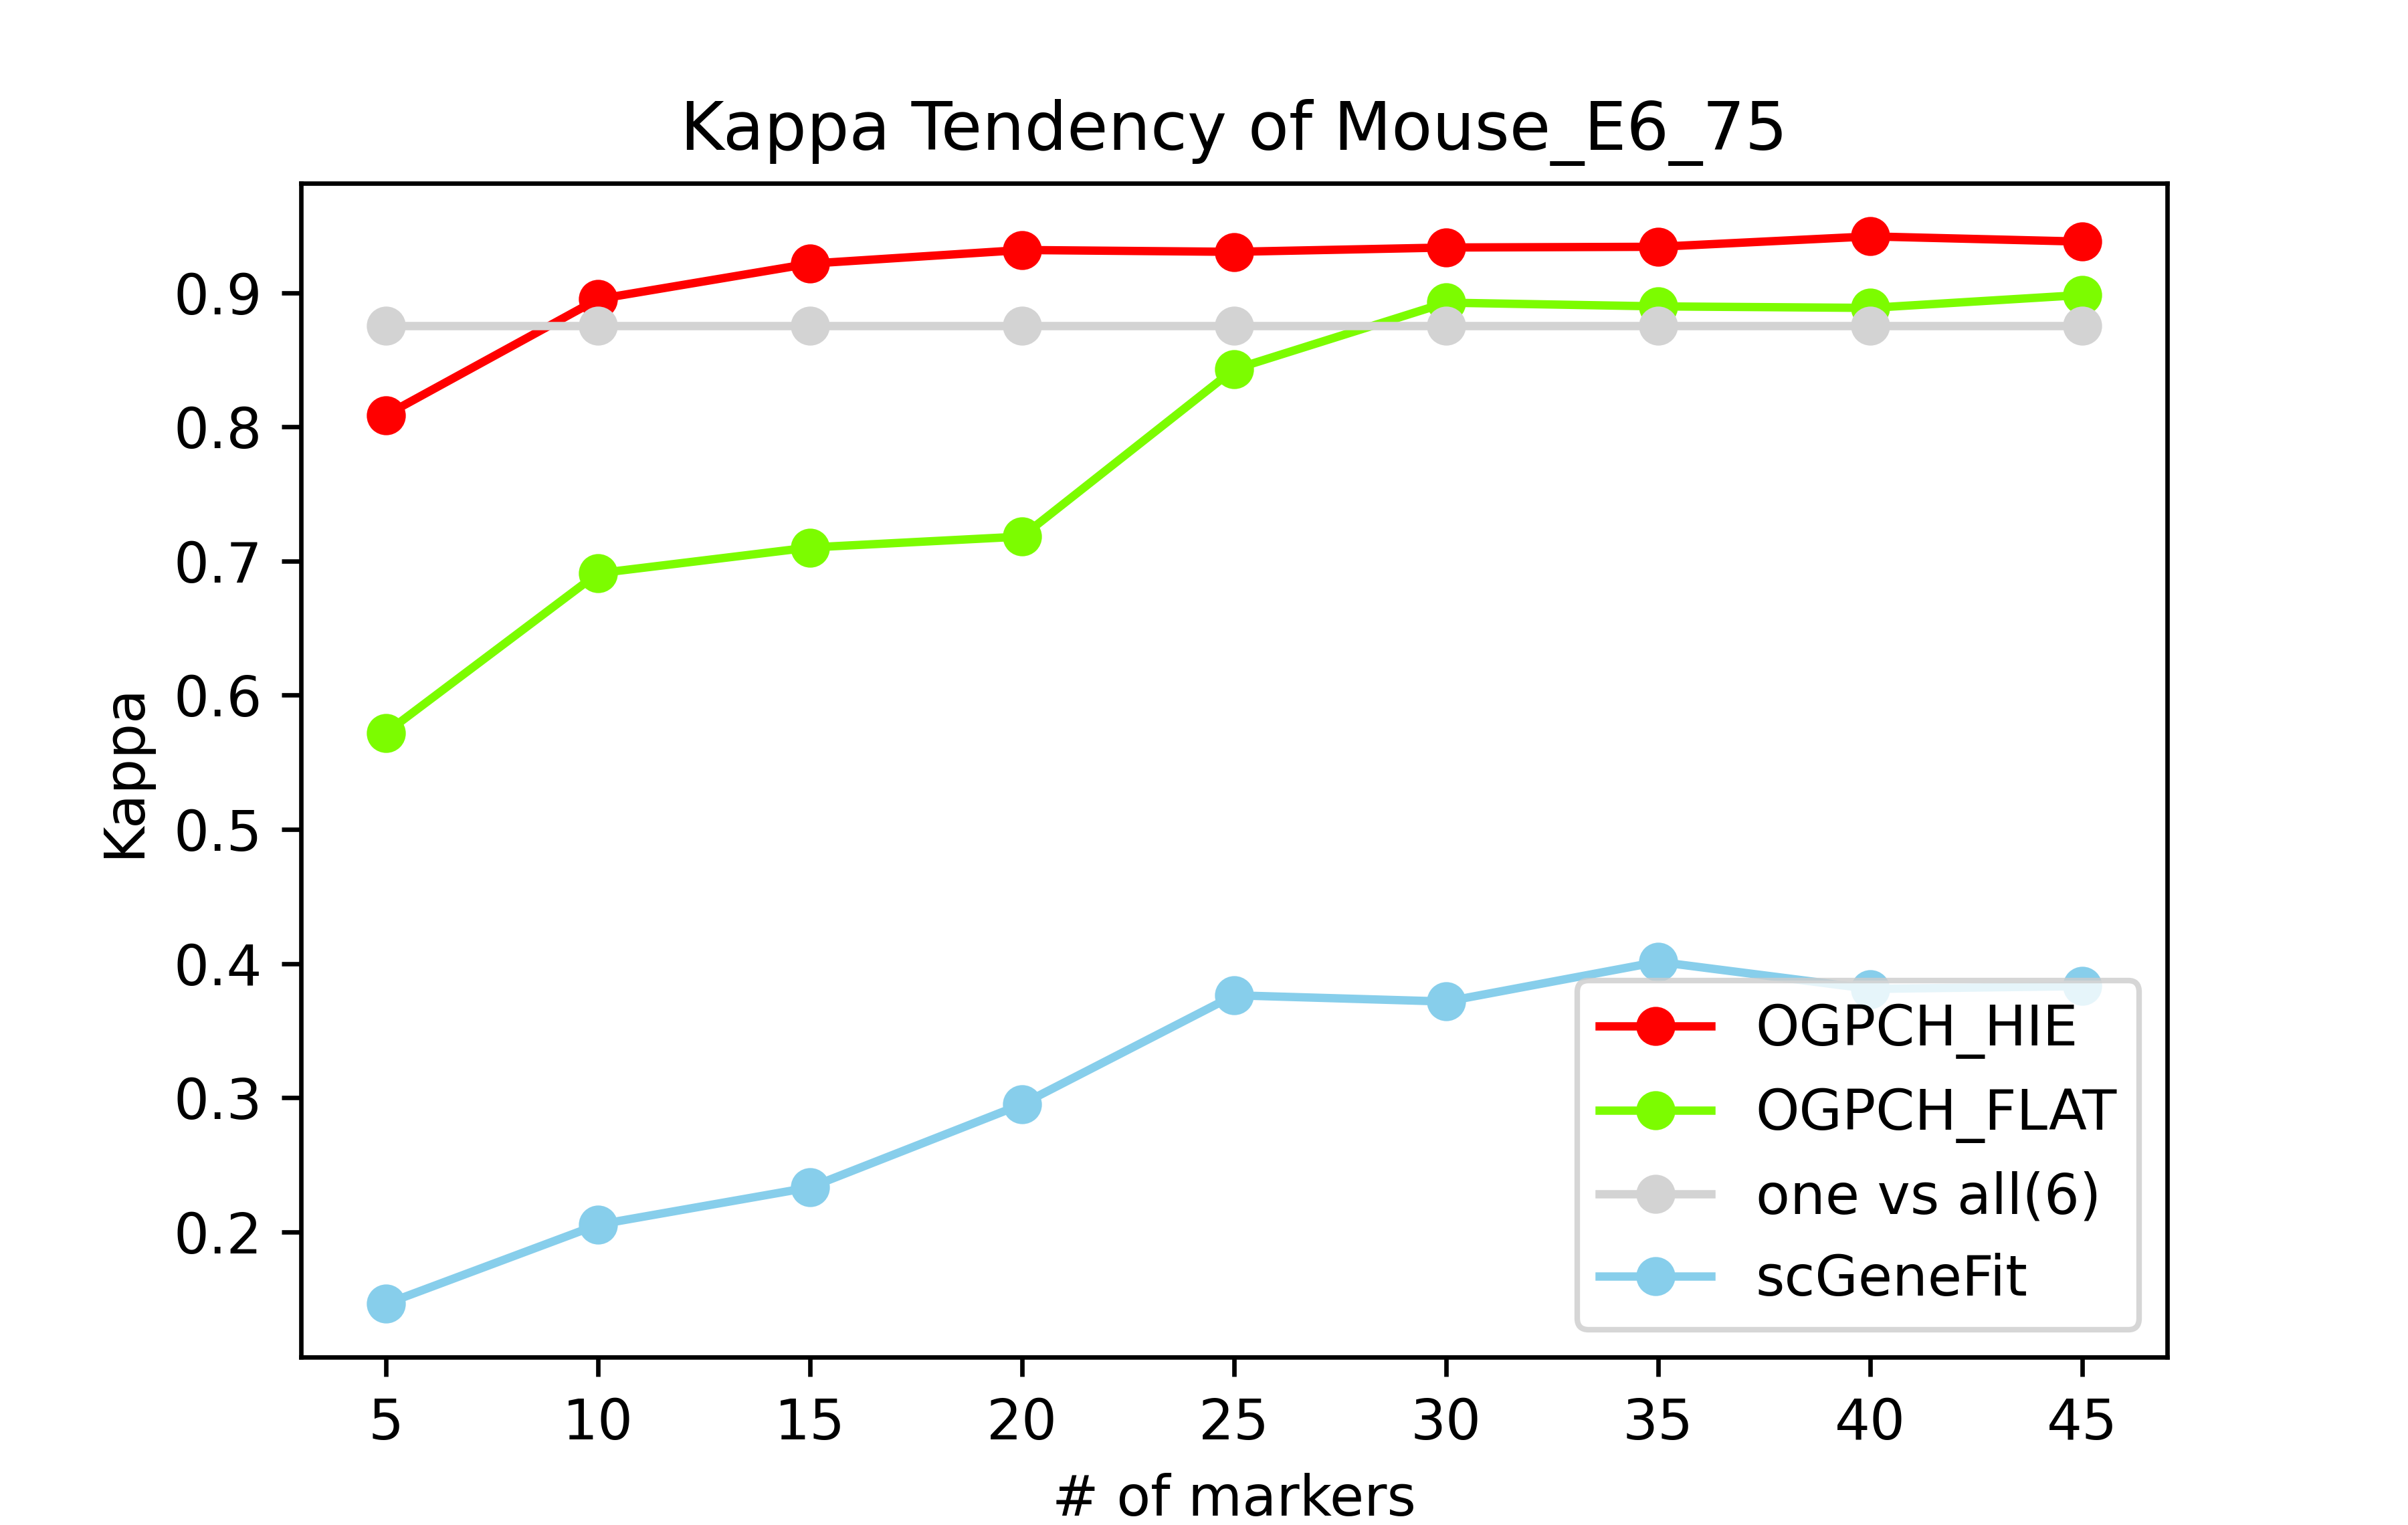 Kappa Tendency of Mouse_E6_75
Kappa
0.9
0.8
0.7
0.6
0.5
0.4
0.3
0.2
OGPCH_HIE
OGPCH_FLAT
one vs all(6)
scGeneFit
5 10 15 20 25 30 35 40 45
# of markers